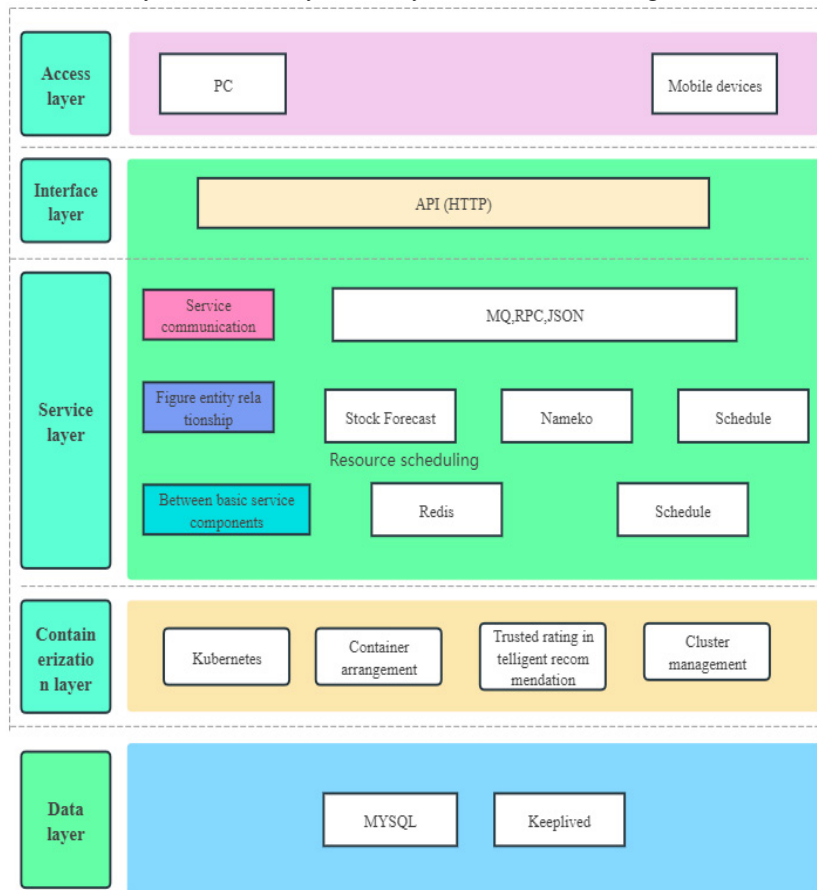 Access
layer
PC
Mobile devices
Interface
layer
API (HTTP)
Service
layer
Service
communication
MQ,RPC,JSON
Figure entity rela
tionship
Stock Forecast
Nameko
Schedule
Resource scheduling
Between basic service
components
Redis
Schedule
Contain
erizatio
n layer
Kubernetes
Container
arrangement
Trusted rating in
telligent recom
mendation
Cluster
management
Data
layer
MYSQL
Keeplived